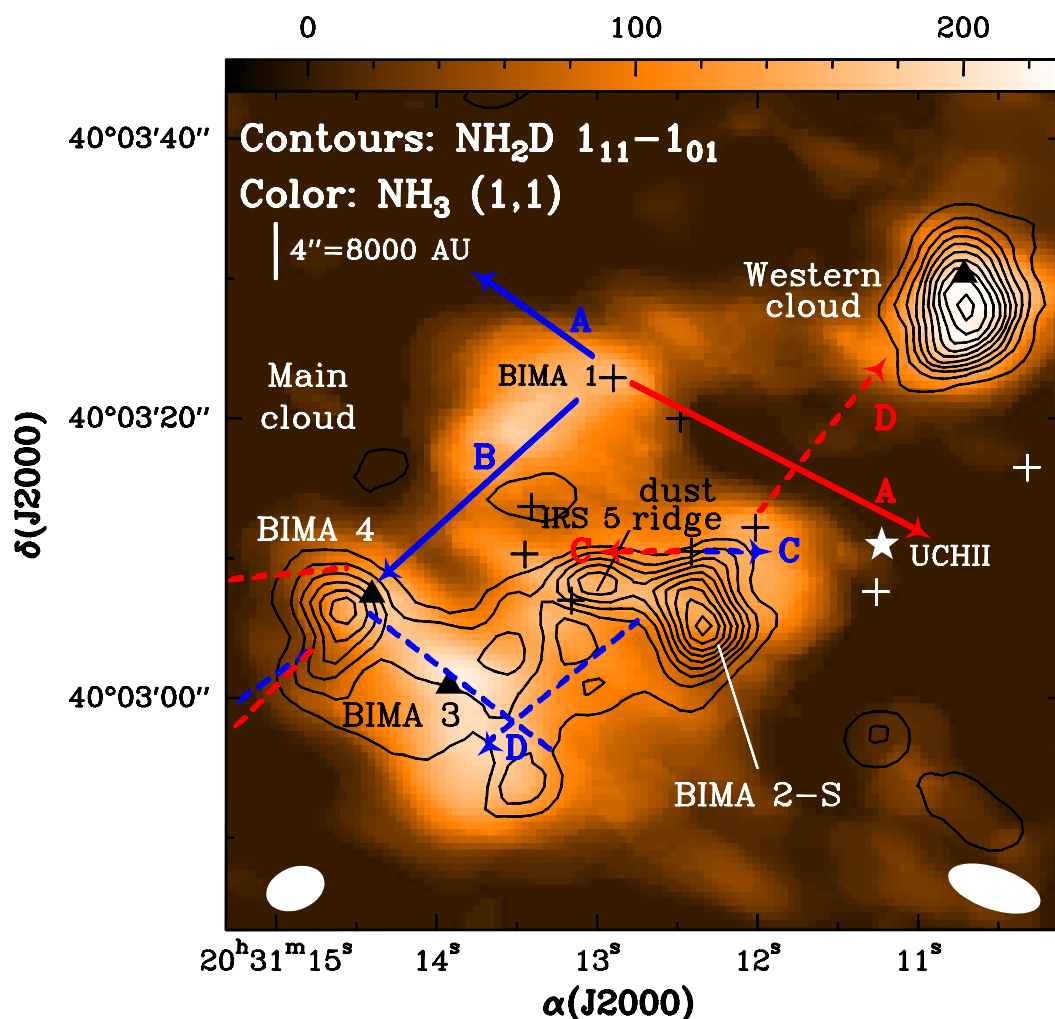 0 100 200
40°03′40″
Contours: NH₂D 1₁₁−1₀₁
Color: NH₃ (1,1)
4″=8000 AU
Western
cloud
A
BIMA 1
Main
cloud
40°03′20″
D
B
A
dust
BIMA 4
IRS 5 ridge
C
C
UCHII
40°03′00″
BIMA 3
D
BIMA 2−S
δ(J2000)
20ʰ31ᵐ15ˢ 14ˢ 13ˢ 12ˢ 11ˢ
α(J2000)